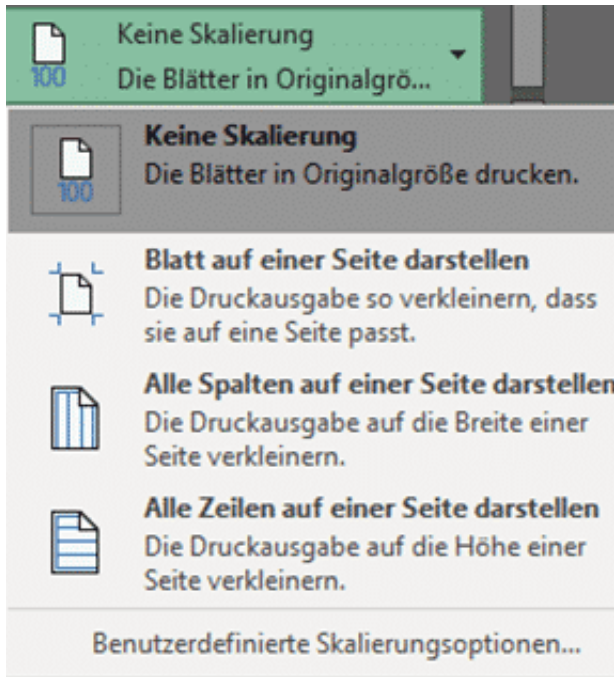 Keine Skalierung
100
Die Blätter in Originalgrö...
Keine Skalierung
Die Blätter in Originalgröße drucken.
100
Blatt auf einer Seite darstellen
Die Druckausgabe so verkleinern, dass
sie auf eine Seite passt.
Alle Spalten auf einer Seite darstellen
Die Druckausgabe auf die Breite einer
Seite verkleinern.
Alle Zeilen auf einer Seite darstellen
Die Druckausgabe auf die Höhe einer
Seite verkleinern.
Benutzerdefinierte Skalierungsoptionen...